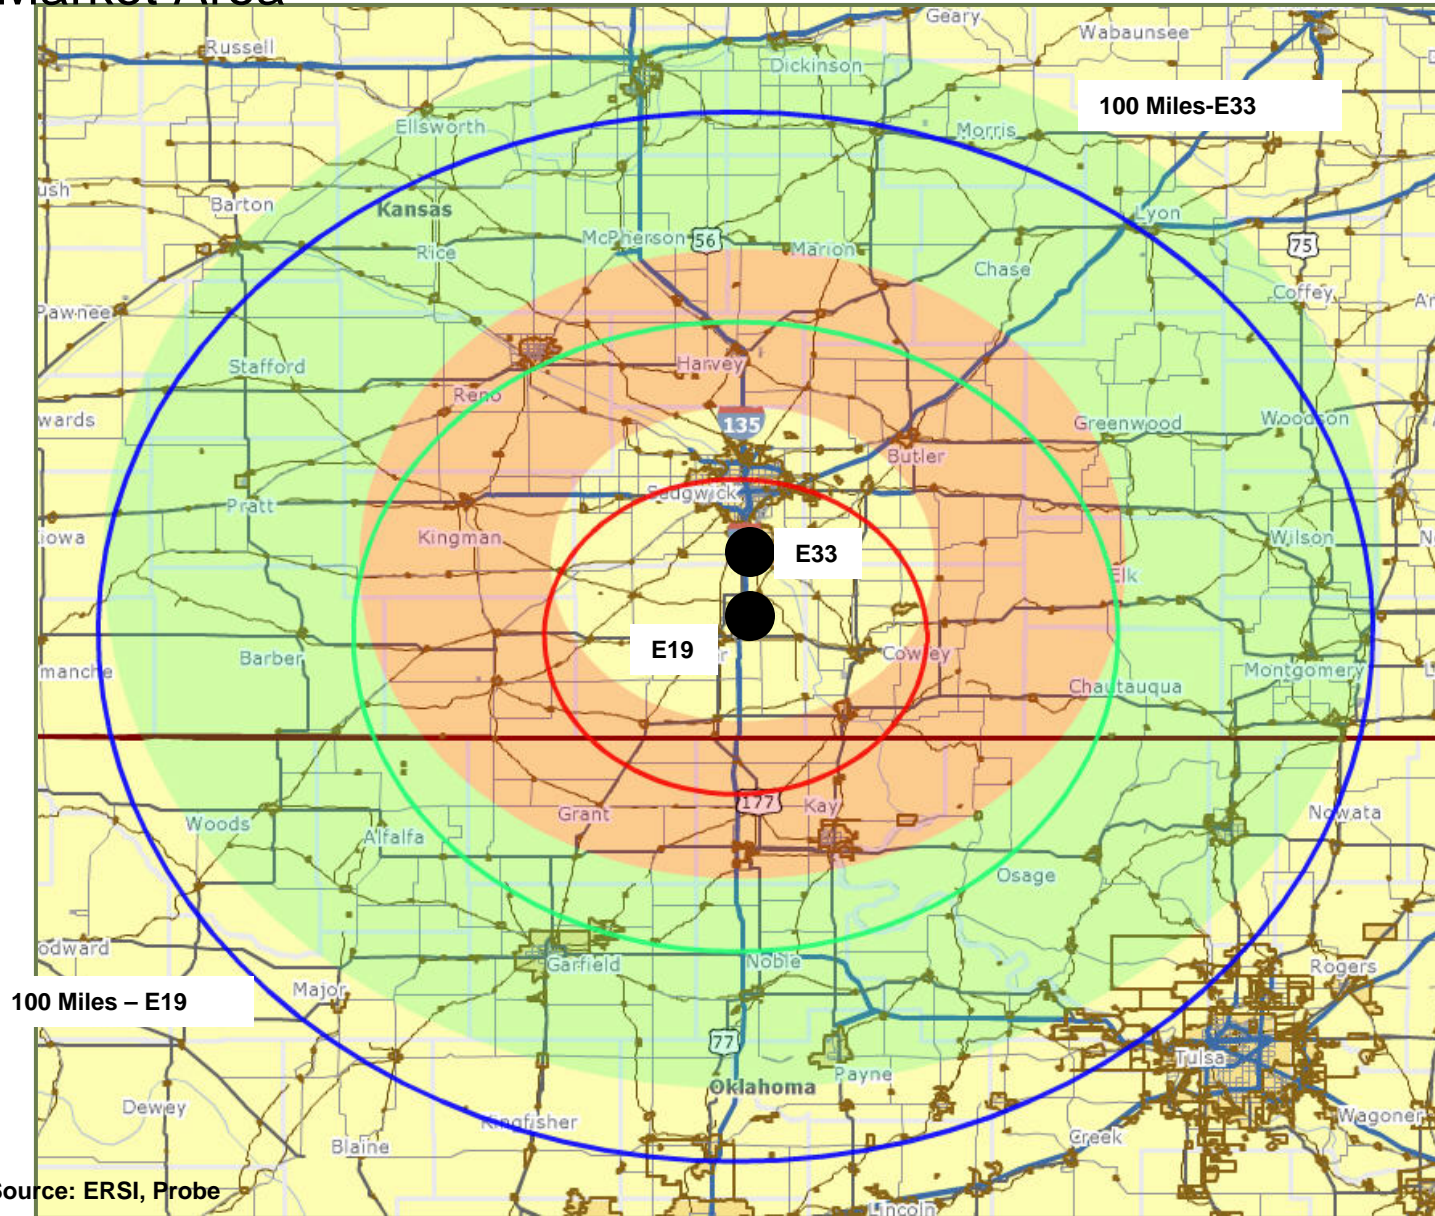 Market Area
Geary
Wabaunsee
Russell
Dickinson
100 Miles-E33
Ellsworth
Morris
ush
Barton
Kansas
Lyon
McPherson
56
Marion
75
Rice
Chase
Coffey
Pawnee
Stafford
Harvey
Reno
wards
135
Greenwood
Woodson
Butler
Sedgwick
Pratt
iowa
Kingman
Wilson
E33
Elk
E19
Cowley
Barber
manche
Montgomery
Chautauqua
177
Kay
Grant
Nowata
Woods
Alfalfa
Osage
odward
Garfield
Noble
Rogers
Major
100 Miles – E19
77
Tulsa
Payne
Oklahoma
Dewey
Kingfisher
Wagoner
Creek
Blaine
Source: ERSI, Probe
Lincoln